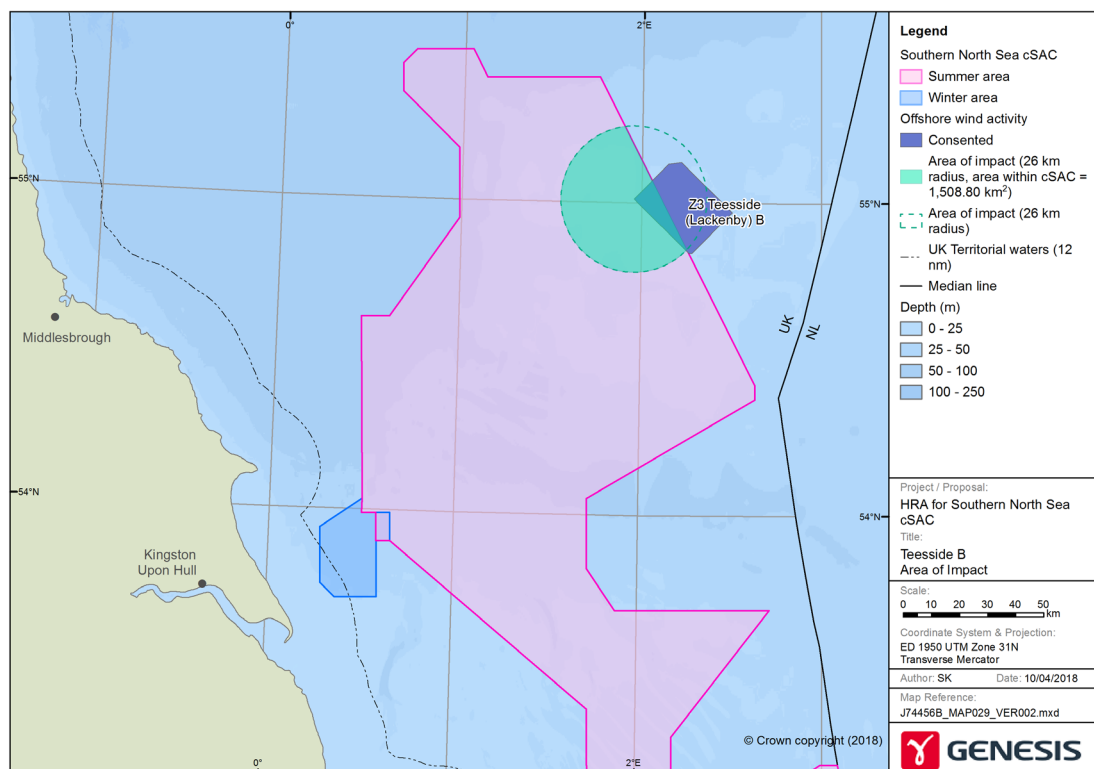 0°
2°E
55°N
55°N
Z3 Teesside
(Lackenby) B
Middlesbrough
UK
NL
54°N
54°N
Kingston
Upon Hull
0°
2°E
© Crown copyright (2018)
Legend
Southern North Sea cSAC
Summer area
Winter area
Offshore wind activity
Consented
Area of impact (26 km
radius, area within cSAC =
1,508.80 km²)
Area of impact (26 km
radius)
UK Territorial waters (12
nm)
Median line
Depth (m)
0 - 25
25 - 50
50 - 100
100 - 250
Project / Proposal:
HRA for Southern North Sea
cSAC
Title:
Teesside B
Area of Impact
Scale:
0 10 20 30 40 50
km
Coordinate System & Projection:
ED 1950 UTM Zone 31N
Transverse Mercator
Author: SK Date: 10/04/2018
Map Reference:
J74456B_MAP029_VER002.mxd
GENESIS